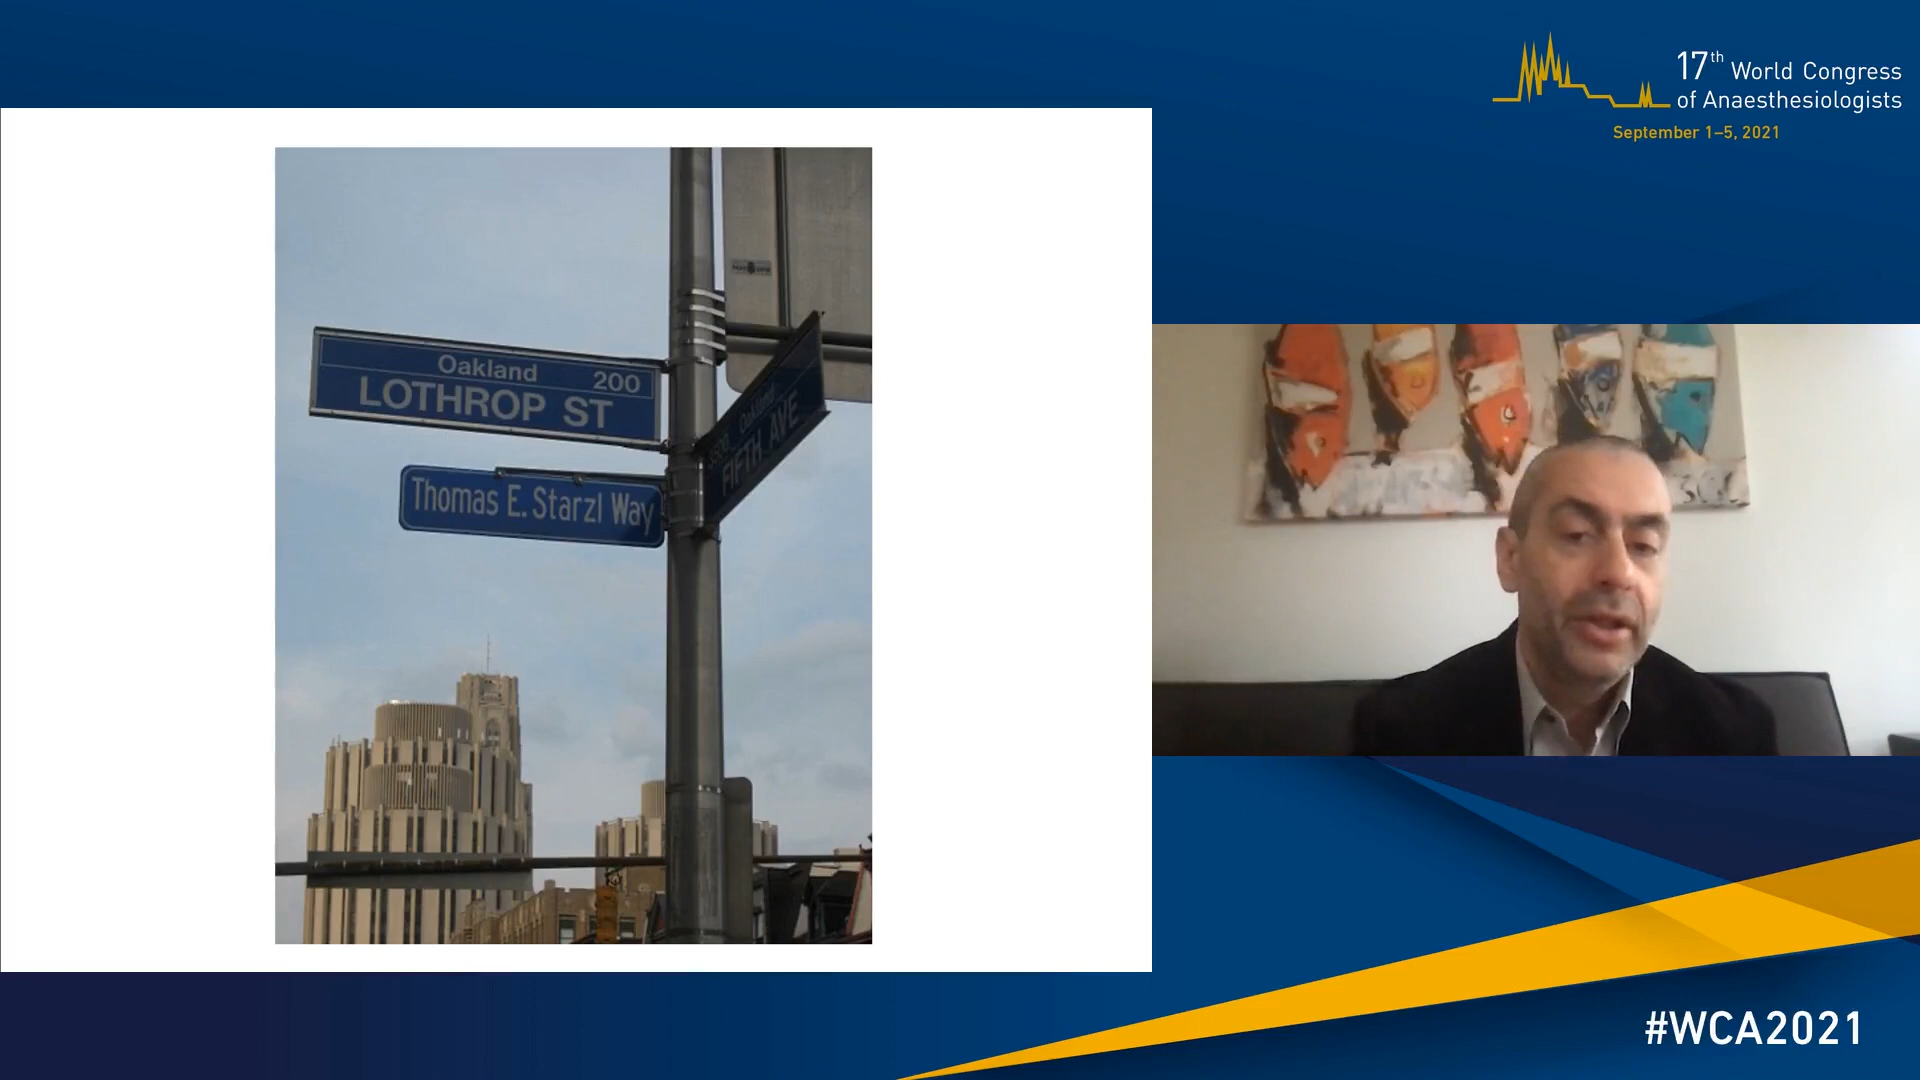 17th World Congress
of Anaesthesiologists
September 1–5, 2021
Oakland 200
LOTHROP ST
Oakland
FIFTH AVE
Thomas E. Starzl Way
#WCA2021